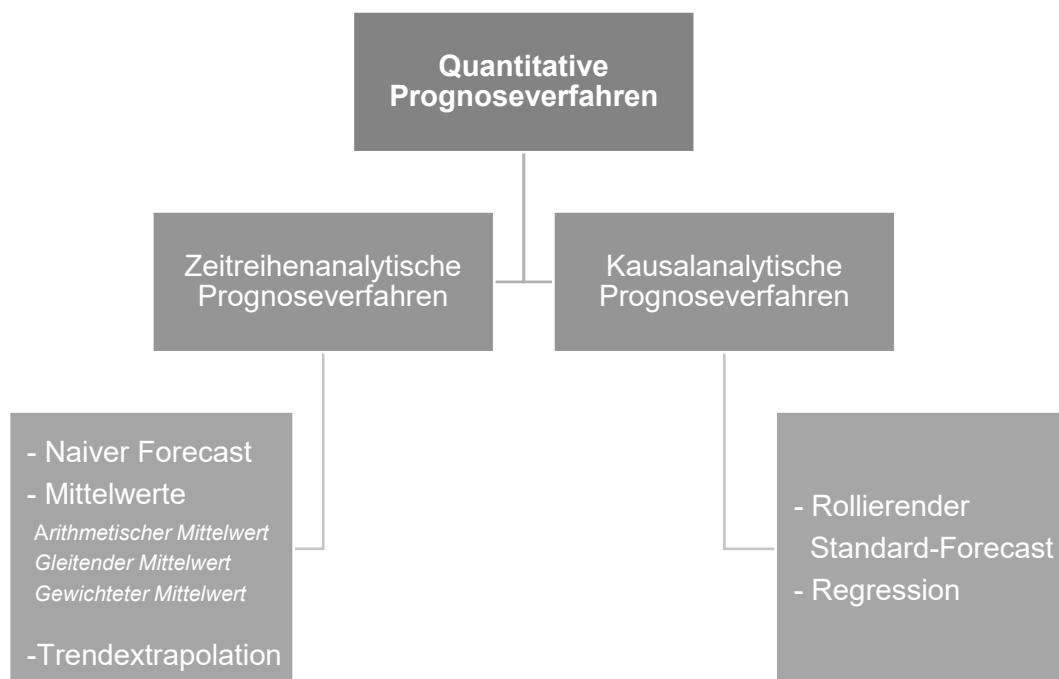 Quantitative
Prognoseverfahren
Zeitreihenanalytische
Prognoseverfahren
Kausalanalytische
Prognoseverfahren
- Naiver Forecast
- Mittelwerte
Arithmetischer Mittelwert
Gleitender Mittelwert
Gewichteter Mittelwert
-Trendextrapolation
- Rollierender
Standard-Forecast
- Regression